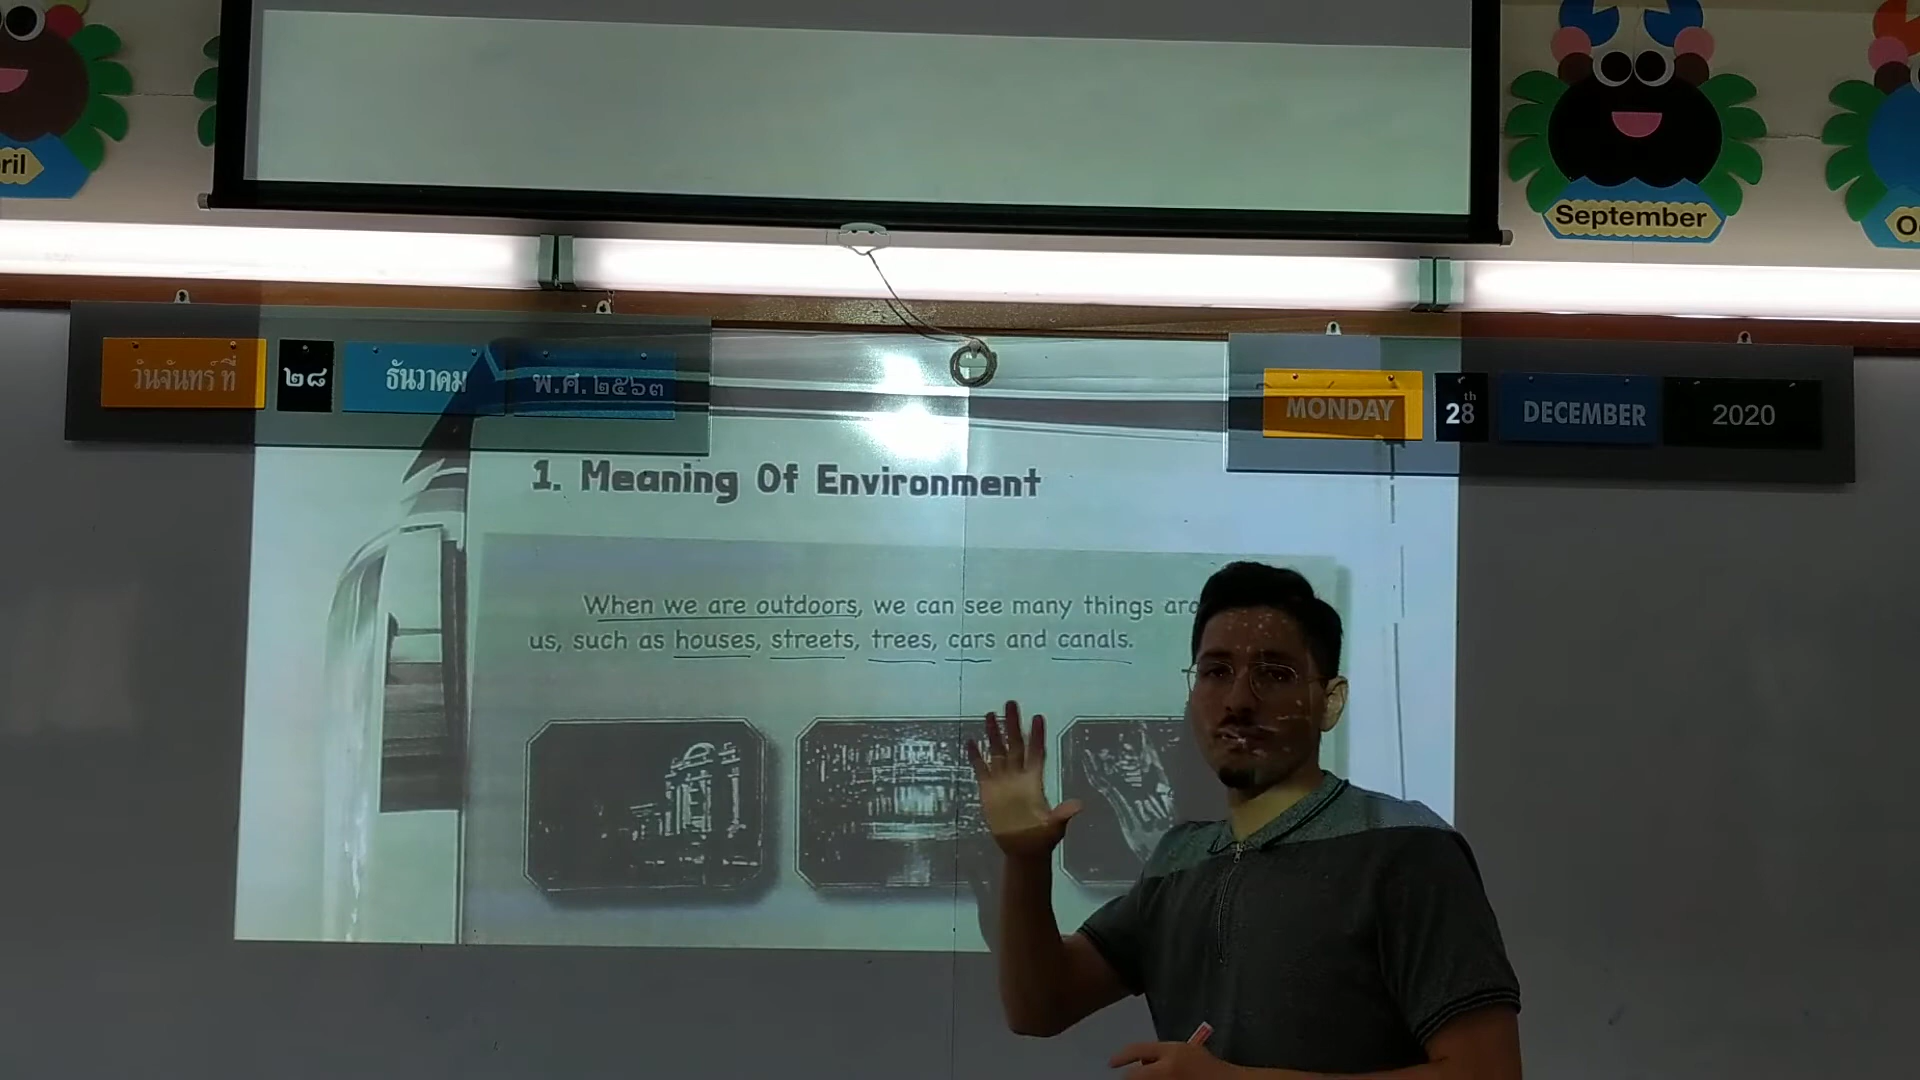 ril
September
O
วันจันทร์ ที่ ๒๘ ธันวาคม พ.ศ. ๒๕๖๓
MONDAY 28th DECEMBER 2020
1. Meaning Of Environment
When we are outdoors, we can see many things aro
us, such as houses, streets, trees, cars and canals.